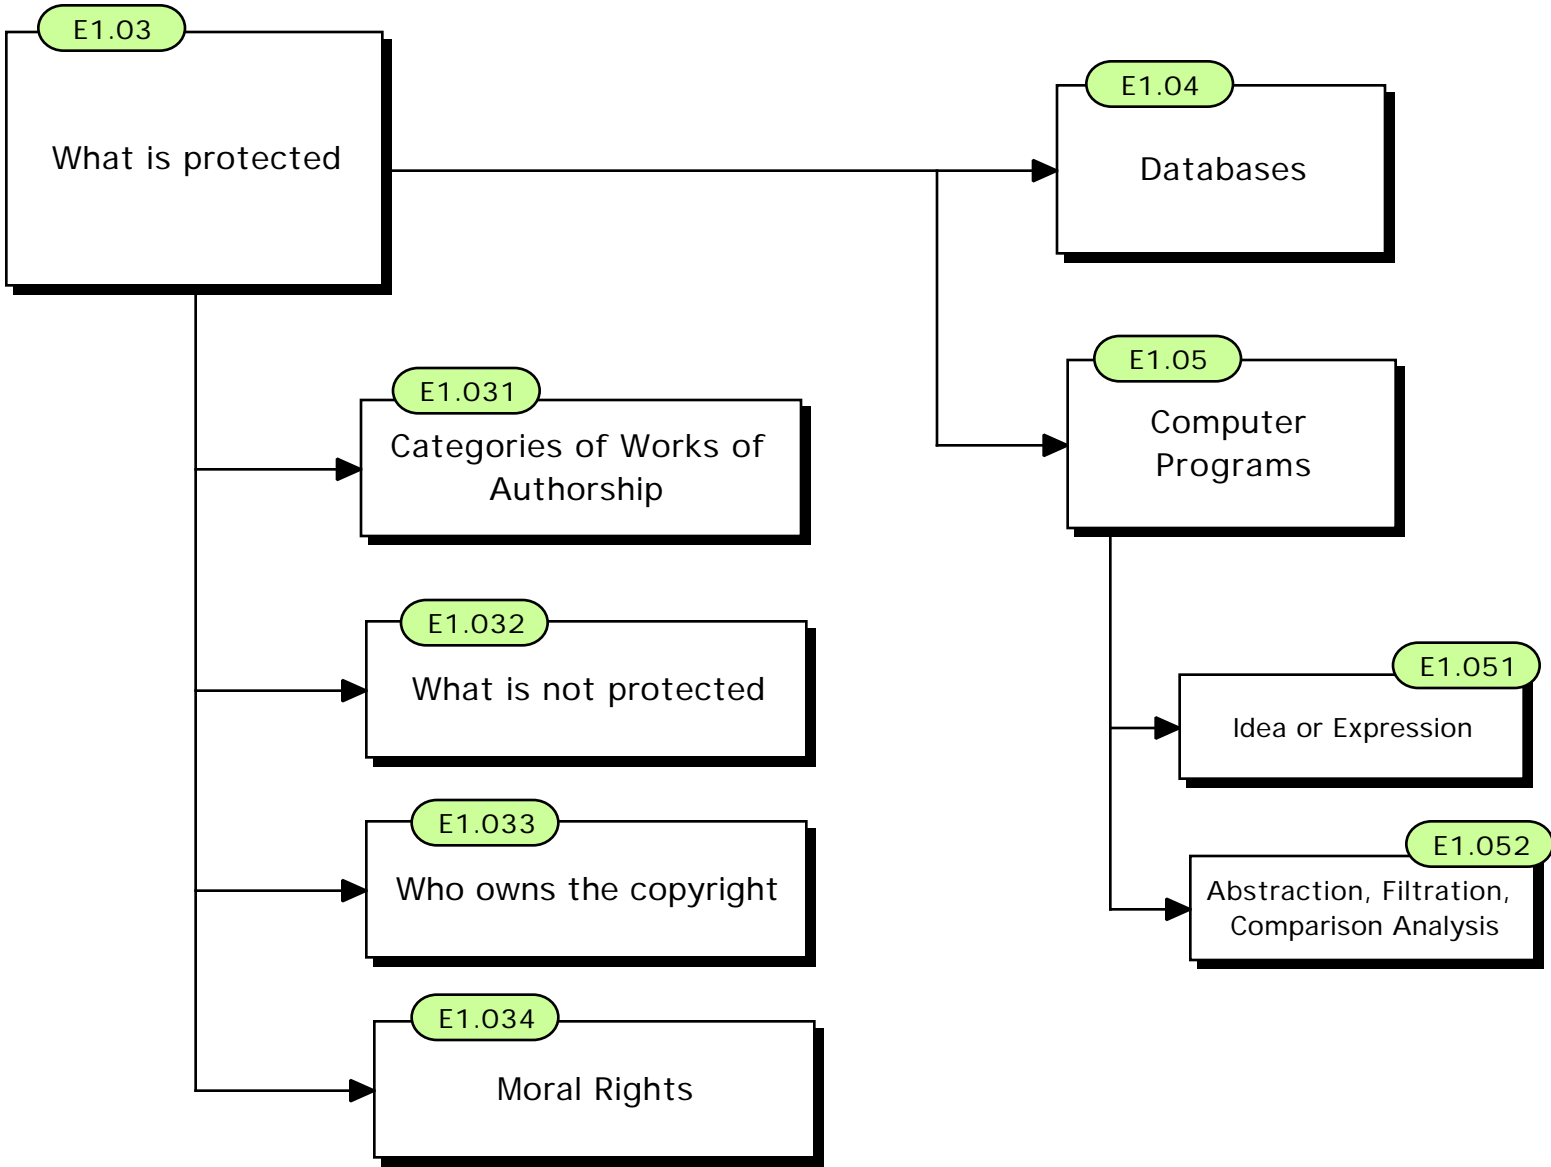 E1.03
What is protected
E1.04
Databases
E1.05
Computer
Programs
E1.031
Categories of Works of
Authorship
E1.032
What is not protected
E1.033
Who owns the copyright
E1.034
Moral Rights
E1.051
Idea or Expression
E1.052
Abstraction, Filtration,
Comparison Analysis